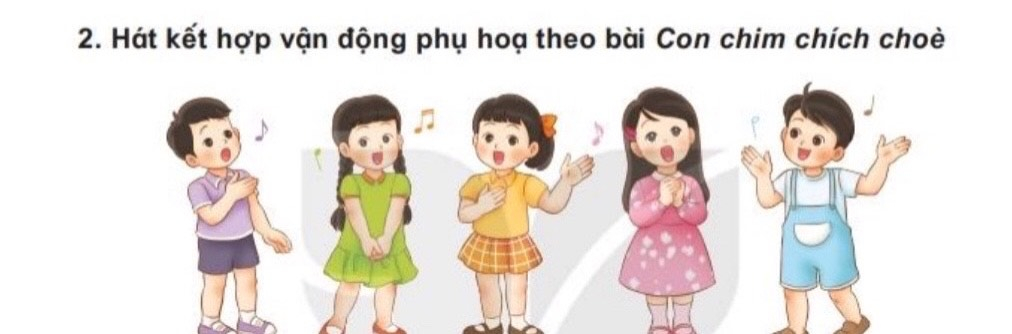 2. Hát kết hợp vận động phụ hoạ theo bài Con chim chích choè